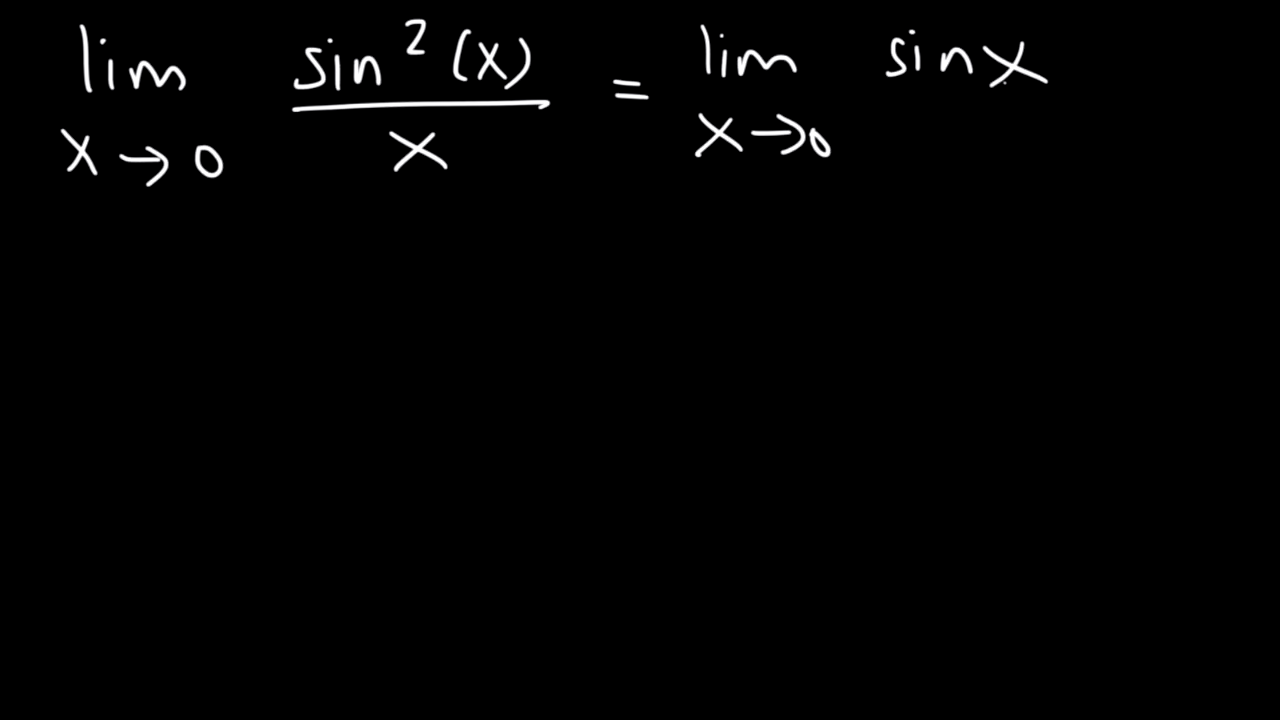 lim sin²(x) = lim sinx
x→0 x x→0